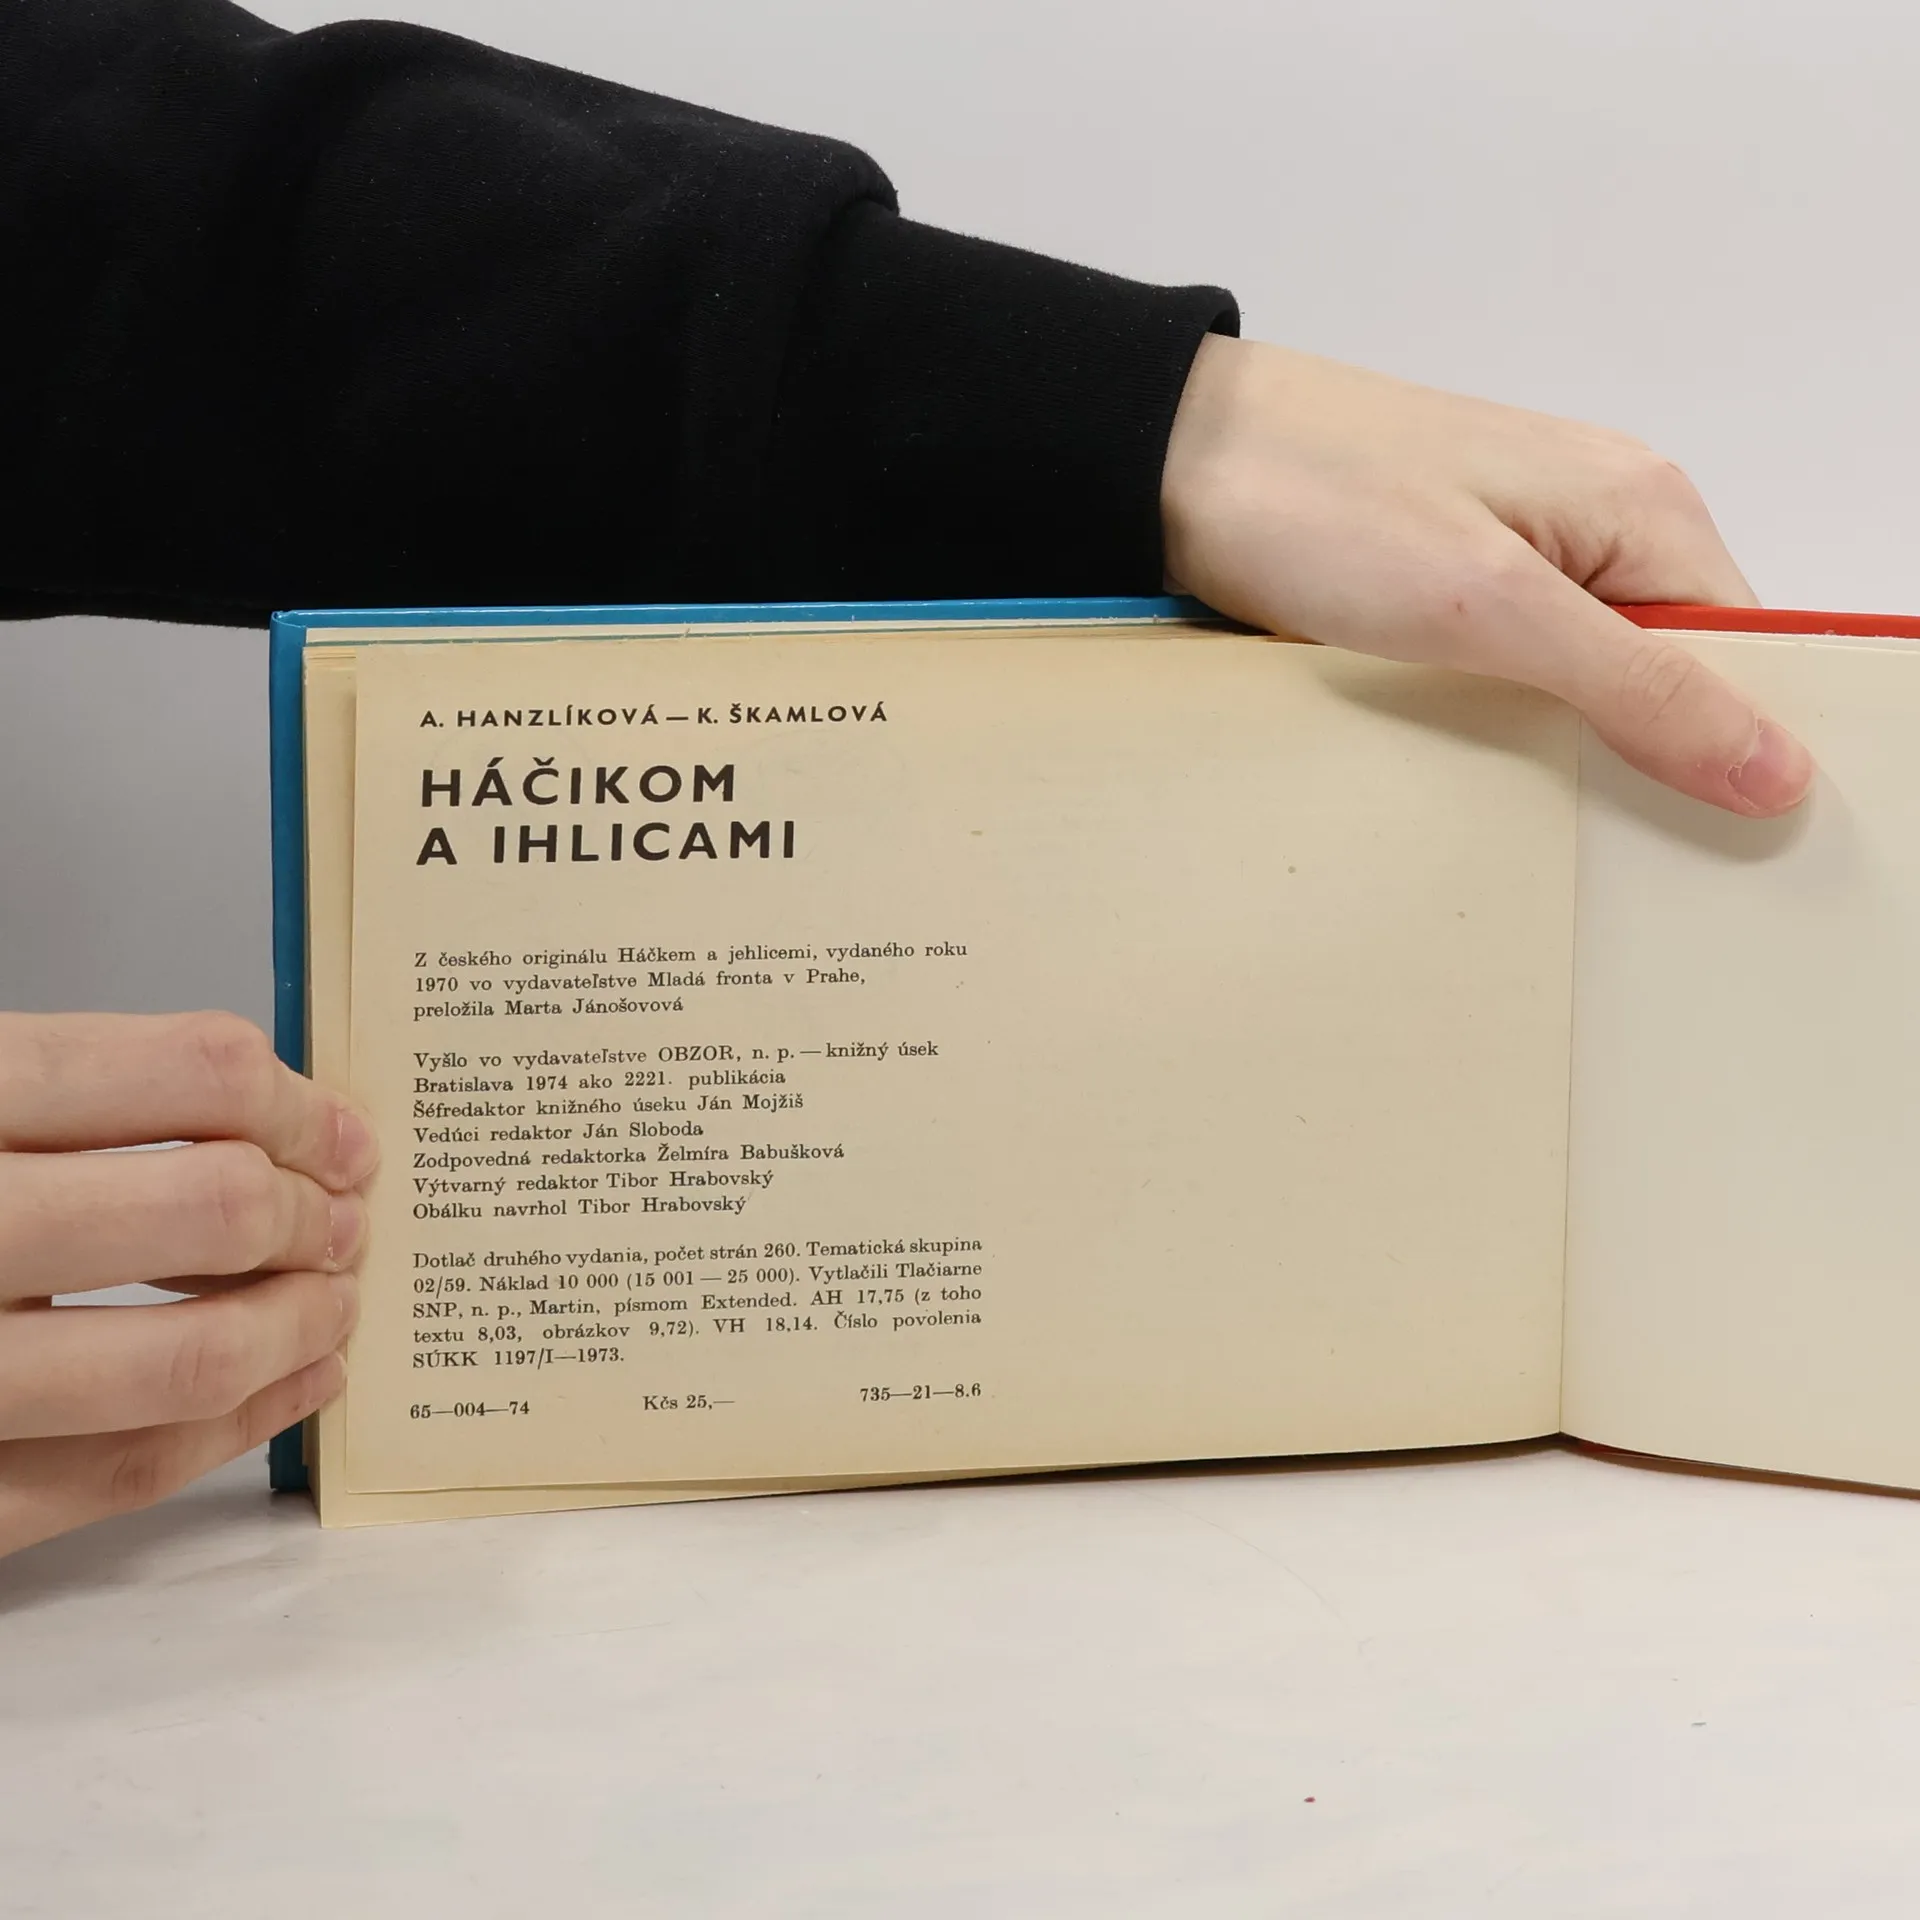 A. HANZLÍKOVÁ — K. ŠKAMLOVÁ
HÁČIKOM
A IHLICAMI
Z českého originálu Háčkem a jehlicemi, vydaného roku
1970 vo vydavateľstve Mladá fronta v Prahe,
preložila Marta Jánošovová
Vyšlo vo vydavateľstve OBZOR, n. p. — knižný úsek
Bratislava 1974 ako 2221. publikácia
Šéfredaktor knižného úseku Ján Mojžiš
Vedúci redaktor Ján Sloboda
Zodpovedná redaktorka Želmíra Babušková
Výtvarný redaktor Tibor Hrabovský
Obálku navrhol Tibor Hrabovský
Dotlač druhého vydania, počet strán 260. Tematická skupina
02/59. Náklad 10 000 (15 001 — 25 000). Vytlačili Tlačiarne
SNP, n. p., Martin, písmom Extended. AH 17,75 (z toho
textu 8,03, obrázkov 9,72). VH 18,14. Číslo povolenia
SÚKK 1197/I—1973.
65—004—74 Kčs 25,— 735—21—8.6